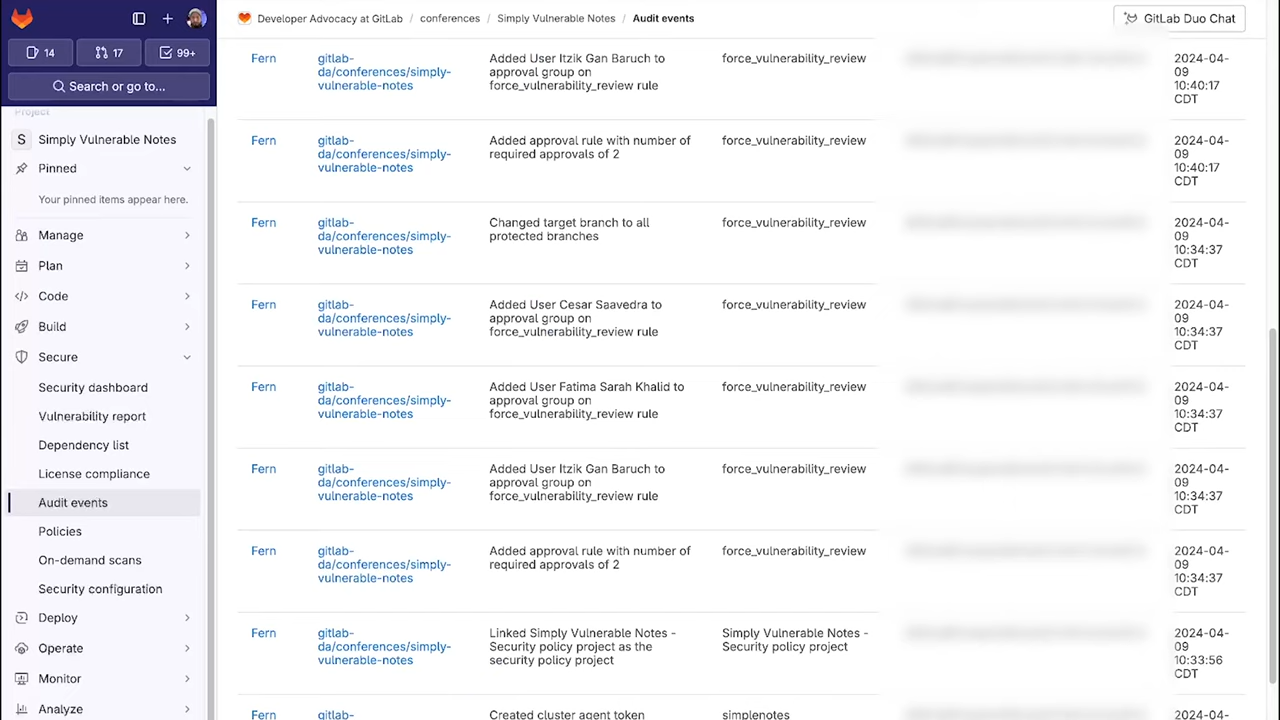 Developer Advocacy at GitLab / conferences / Simply Vulnerable Notes / Audit events
GitLab Duo Chat
14
17
99+
Search or go to...
Project
S Simply Vulnerable Notes
Pinned
Your pinned items appear here.
Manage
Plan
Code
Build
Secure
Security dashboard
Vulnerability report
Dependency list
License compliance
Audit events
Policies
On-demand scans
Security configuration
Deploy
Operate
Monitor
Analyze
Fern
gitlab-
da/conferences/simply-
vulnerable-notes
Added User Itzik Gan Baruch to
approval group on
force_vulnerability_review rule
force_vulnerability_review
2024-04-
09
10:40:17
CDT
Fern
gitlab-
da/conferences/simply-
vulnerable-notes
Added approval rule with number of
required approvals of 2
force_vulnerability_review
2024-04-
09
10:40:17
CDT
Fern
gitlab-
da/conferences/simply-
vulnerable-notes
Changed target branch to all
protected branches
force_vulnerability_review
2024-04-
09
10:34:37
CDT
Fern
gitlab-
da/conferences/simply-
vulnerable-notes
Added User Cesar Saavedra to
approval group on
force_vulnerability_review rule
force_vulnerability_review
2024-04-
09
10:34:37
CDT
Fern
gitlab-
da/conferences/simply-
vulnerable-notes
Added User Fatima Sarah Khalid to
approval group on
force_vulnerability_review rule
force_vulnerability_review
2024-04-
09
10:34:37
CDT
Fern
gitlab-
da/conferences/simply-
vulnerable-notes
Added User Itzik Gan Baruch to
approval group on
force_vulnerability_review rule
force_vulnerability_review
2024-04-
09
10:34:37
CDT
Fern
gitlab-
da/conferences/simply-
vulnerable-notes
Added approval rule with number of
required approvals of 2
force_vulnerability_review
2024-04-
09
10:34:37
CDT
Fern
gitlab-
da/conferences/simply-
vulnerable-notes
Linked Simply Vulnerable Notes -
Security policy project as the
security policy project
Simply Vulnerable Notes -
Security policy project
2024-04-
09
10:33:56
CDT
Fern
gitlab-
Created cluster agent token
simplenotes
2024-04-